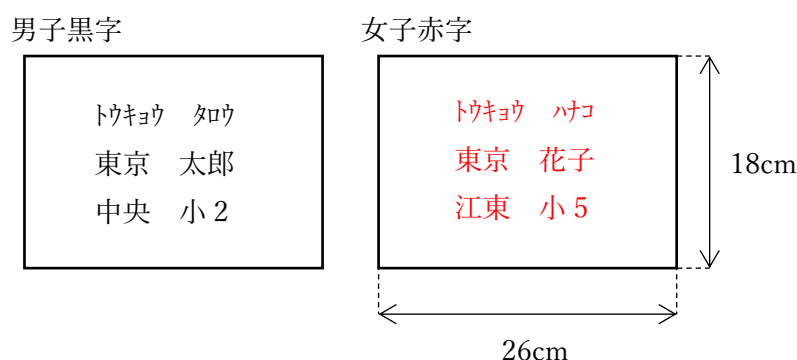 男子黒字
ﾄｳｷｮｳ　ﾀﾛｳ
東京　太郎
中央　小２
女子赤字
ﾄｳｷｮｳ　ﾊﾅｺ
東京　花子
江東　小５
18cm
26cm